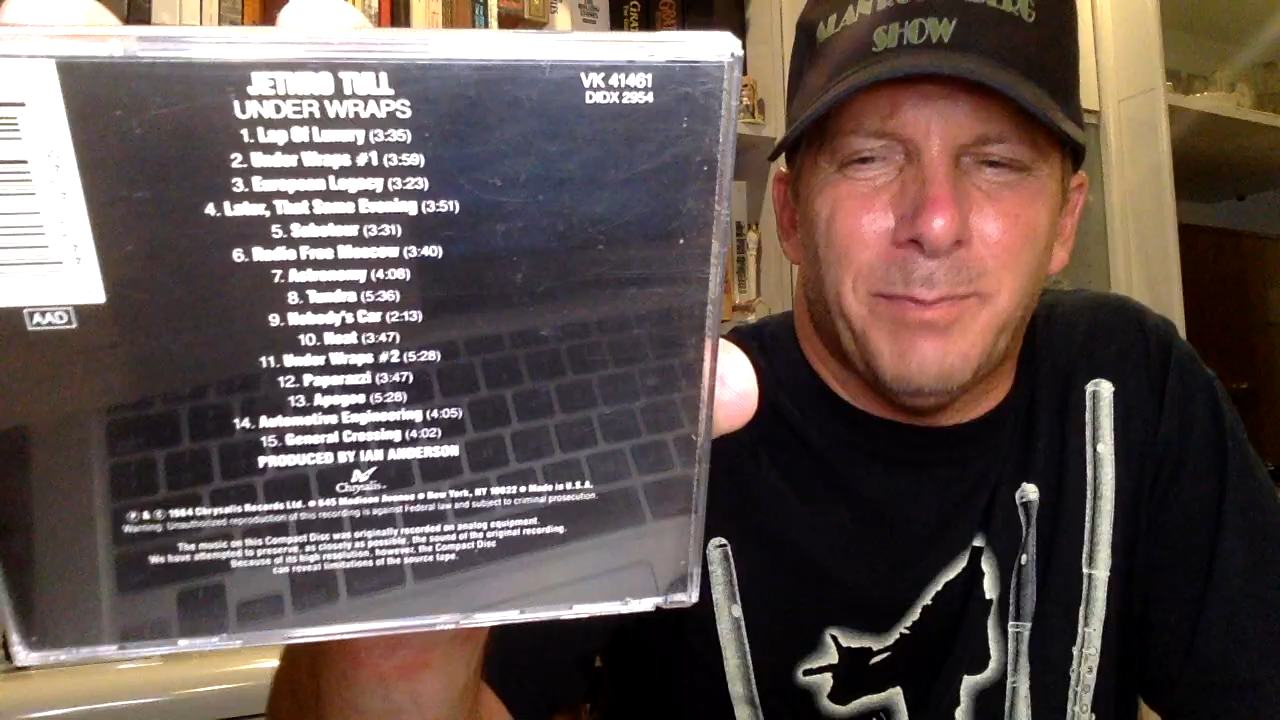 JETHRO TULL
UNDER WRAPS
VK 41461
DIDX 2954
1. Lap Of Luxury (3:35)
2. Under Wraps #1 (3:59)
3. European Legacy (3:23)
4. Later, That Same Evening (3:51)
5. Saboteur (3:31)
6. Radio Free Moscow (3:40)
7. Astronomy (4:08)
8. Tundra (5:36)
9. Nobody's Car (2:13)
10. Heat (3:47)
11. Under Wraps #2 (5:28)
12. Paparazzi (3:47)
13. Apogee (5:28)
14. Automotive Engineering (4:05)
15. General Crossing (4:02)
PRODUCED BY IAN ANDERSON
Chrysalis
℗ & © 1984 Chrysalis Records Ltd. • 645 Madison Avenue • New York, NY 10022 • Made in U.S.A.
Warning: Unauthorized reproduction of this recording is against Federal law and subject to criminal prosecution.
The music on this Compact Disc was originally recorded on analog equipment.
We have attempted to preserve, as closely as possible, the sound of the original recording.
Because of its high resolution, however, the Compact Disc
can reveal limitations of the source tape.
AAD
ALAN
SHOW